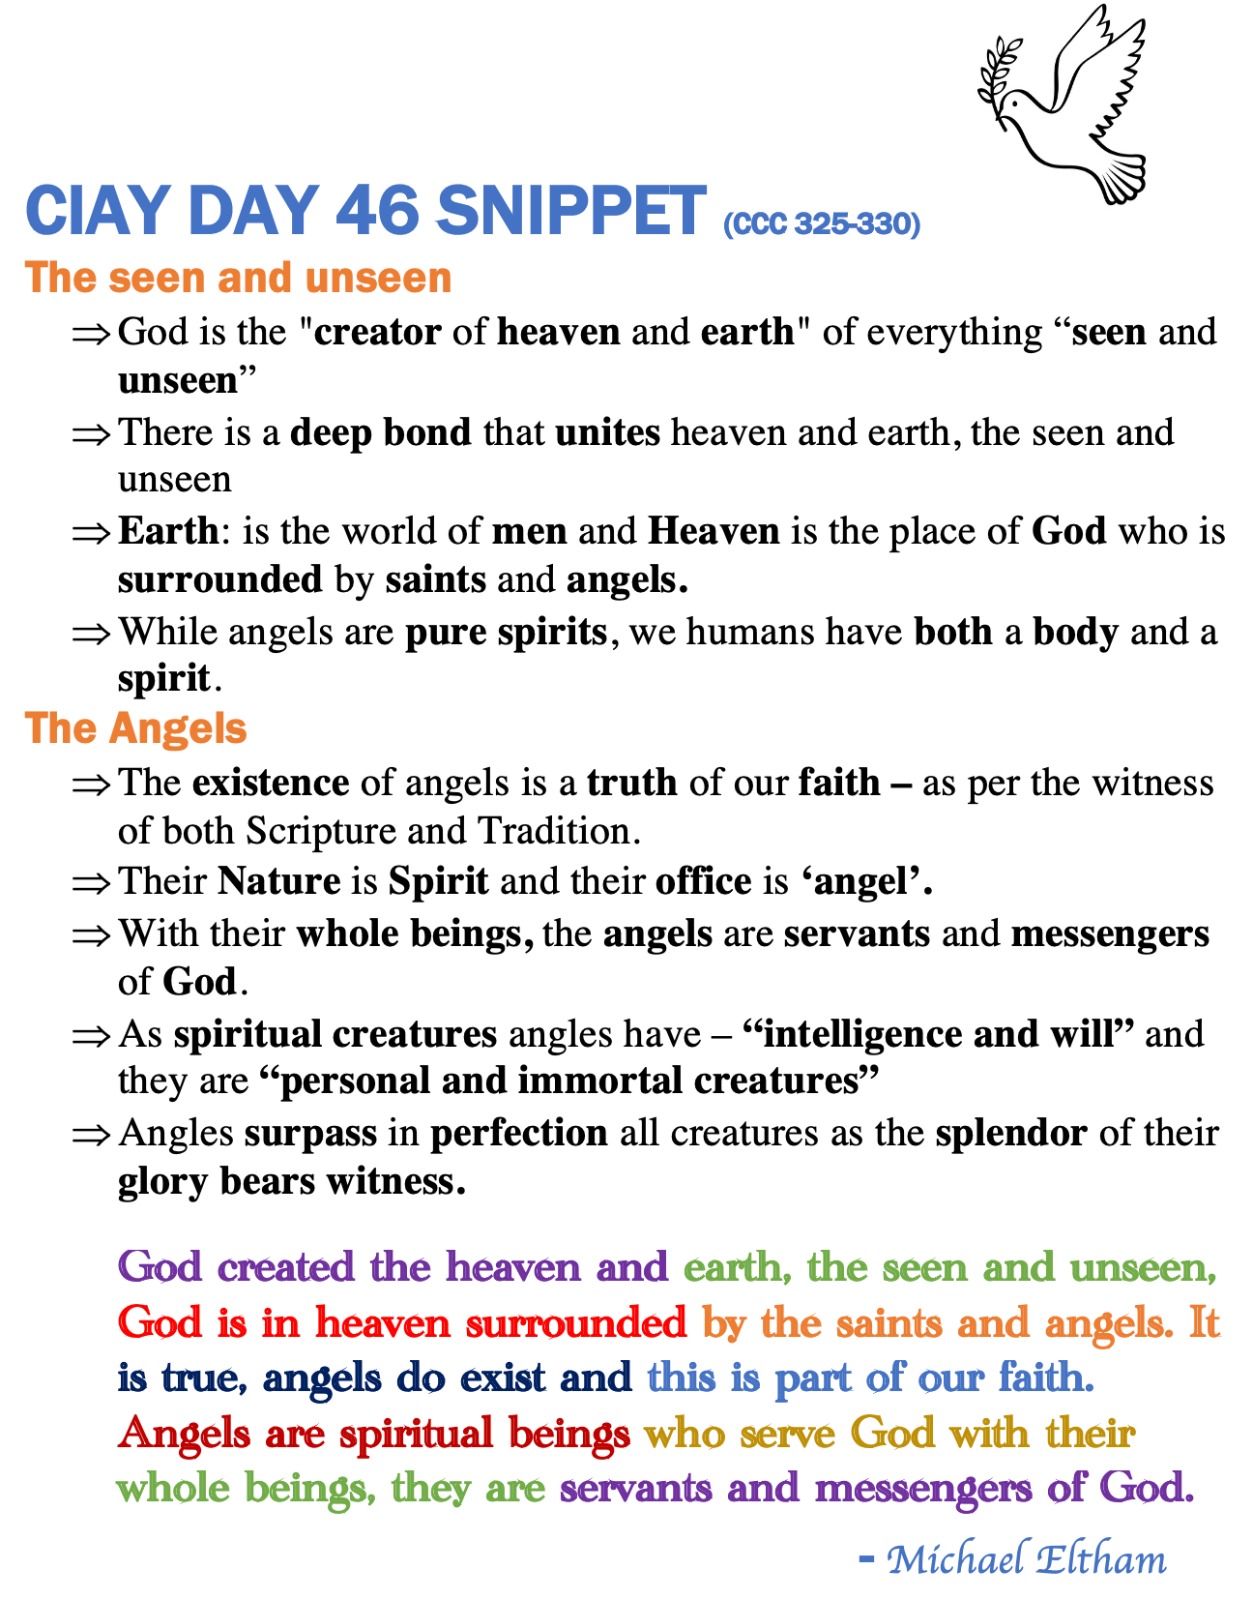 CIAY DAY 46 SNIPPET (CCC 325-330)
The seen and unseen
⇒ God is the "creator of heaven and earth" of everything “seen and
unseen”
⇒ There is a deep bond that unites heaven and earth, the seen and
unseen
⇒ Earth: is the world of men and Heaven is the place of God who is
surrounded by saints and angels.
⇒ While angels are pure spirits, we humans have both a body and a
spirit.
The Angels
⇒ The existence of angels is a truth of our faith – as per the witness
of both Scripture and Tradition.
⇒ Their Nature is Spirit and their office is ‘angel’.
⇒ With their whole beings, the angels are servants and messengers
of God.
⇒ As spiritual creatures angles have – “intelligence and will” and
they are “personal and immortal creatures”
⇒ Angles surpass in perfection all creatures as the splendor of their
glory bears witness.
God created the heaven and earth, the seen and unseen,
God is in heaven surrounded by the saints and angels. It
is true, angels do exist and this is part of our faith.
Angels are spiritual beings who serve God with their
whole beings, they are servants and messengers of God.
- Michael Eltham